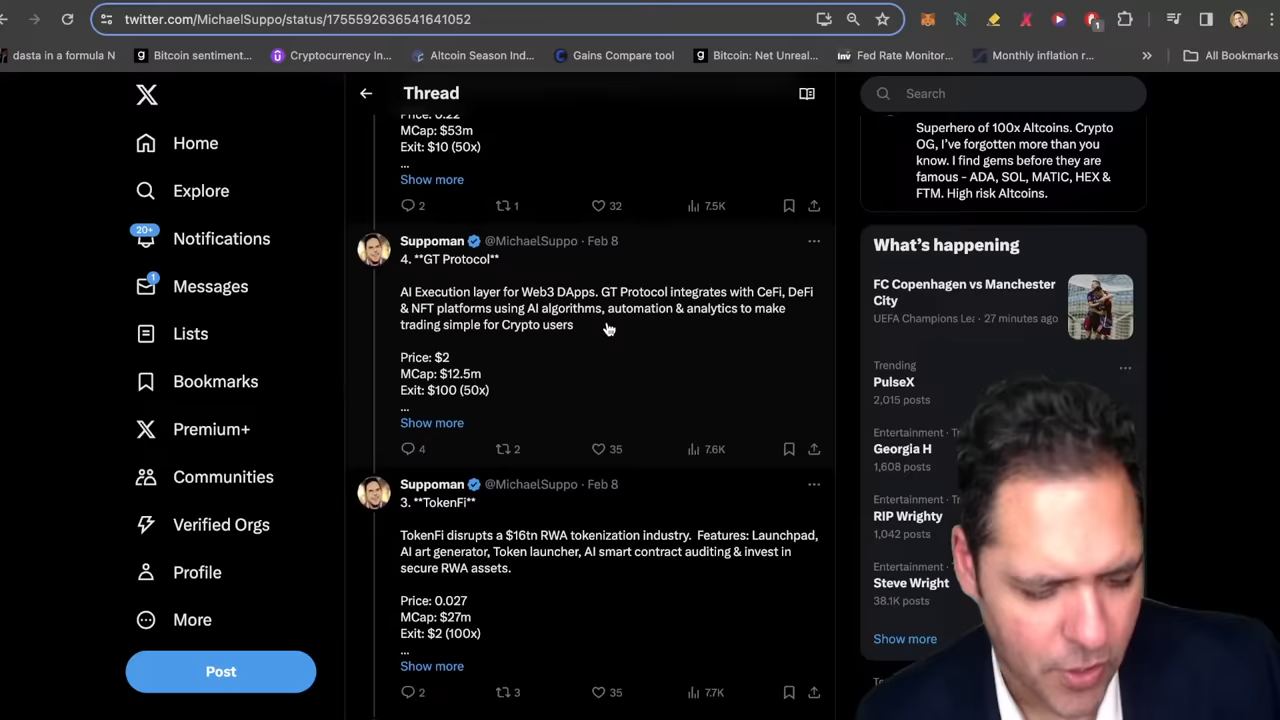 twitter.com/MichaelSuppo/status/1755592636541641052
1
dasta in a formula N
Bitcoin sentiment...
Cryptocurrency In...
Altcoin Season Ind...
Gains Compare tool
Bitcoin: Net Unreal...
Fed Rate Monitor...
Monthly inflation r...
All Bookmarks
Home
Explore
20+
Notifications
1
Messages
Lists
Bookmarks
Premium+
Communities
Verified Orgs
Profile
More
Post
Thread
Price: 0.22
MCap: $53m
Exit: $10 (50x)
...
Show more
2
1
32
7.5K
Suppoman @MichaelSuppo · Feb 8
4. **GT Protocol**
AI Execution layer for Web3 DApps. GT Protocol integrates with CeFi, DeFi
& NFT platforms using AI algorithms, automation & analytics to make
trading simple for Crypto users
Price: $2
MCap: $12.5m
Exit: $100 (50x)
...
Show more
4
2
35
7.6K
Suppoman @MichaelSuppo · Feb 8
3. **TokenFi**
TokenFi disrupts a $16tn RWA tokenization industry. Features: Launchpad,
AI art generator, Token launcher, AI smart contract auditing & invest in
secure RWA assets.
Price: 0.027
MCap: $27m
Exit: $2 (100x)
...
Show more
2
3
35
7.7K
Search
Superhero of 100x Altcoins. Crypto
OG, I've forgotten more than you
know. I find gems before they are
famous - ADA, SOL, MATIC, HEX &
FTM. High risk Altcoins.
What's happening
FC Copenhagen vs Manchester
City
UEFA Champions Lea · 27 minutes ago
Trending
PulseX
2,015 posts
Entertainment · Tr
Georgia H
1,608 posts
Entertainment · Tr
RIP Wrighty
1,042 posts
Entertainment · Tr
Steve Wright
38.1K posts
Show more